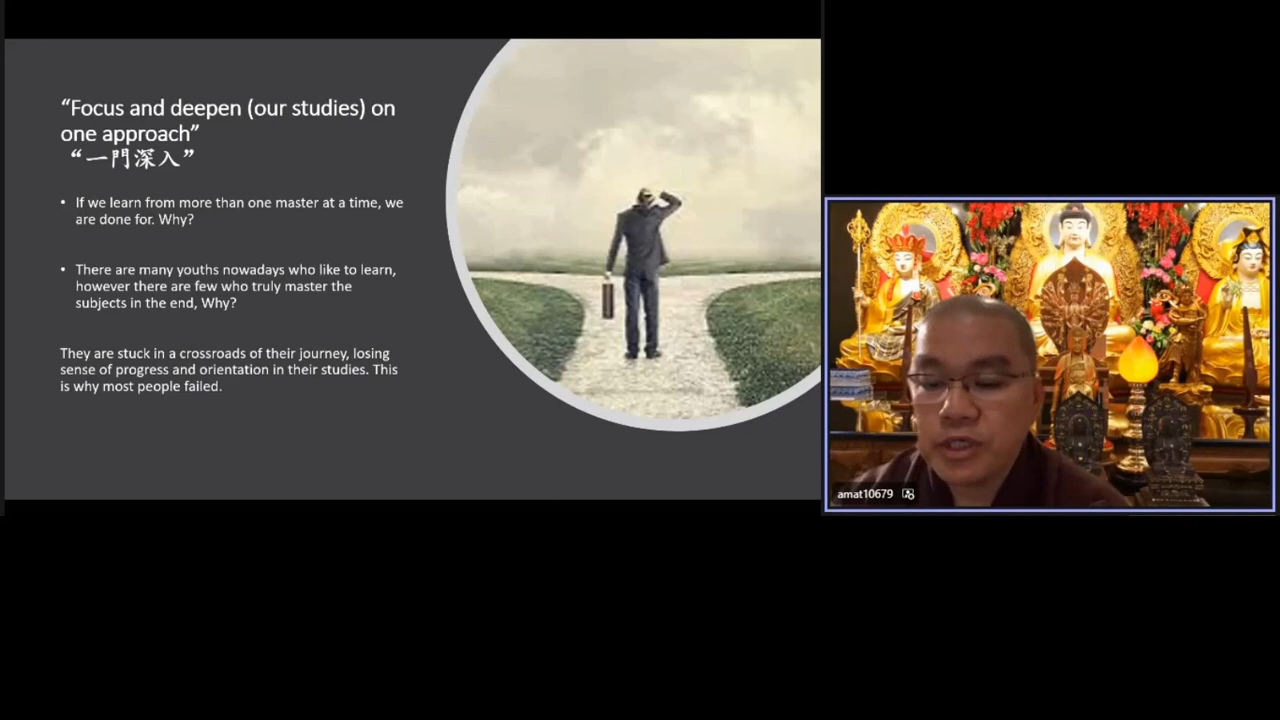 “Focus and deepen (our studies) on
one approach”
“一門深入”
• If we learn from more than one master at a time, we
are done for. Why?
• There are many youths nowadays who like to learn,
however there are few who truly master the
subjects in the end, Why?
They are stuck in a crossroads of their journey, losing
sense of progress and orientation in their studies. This
is why most people failed.
amat10679